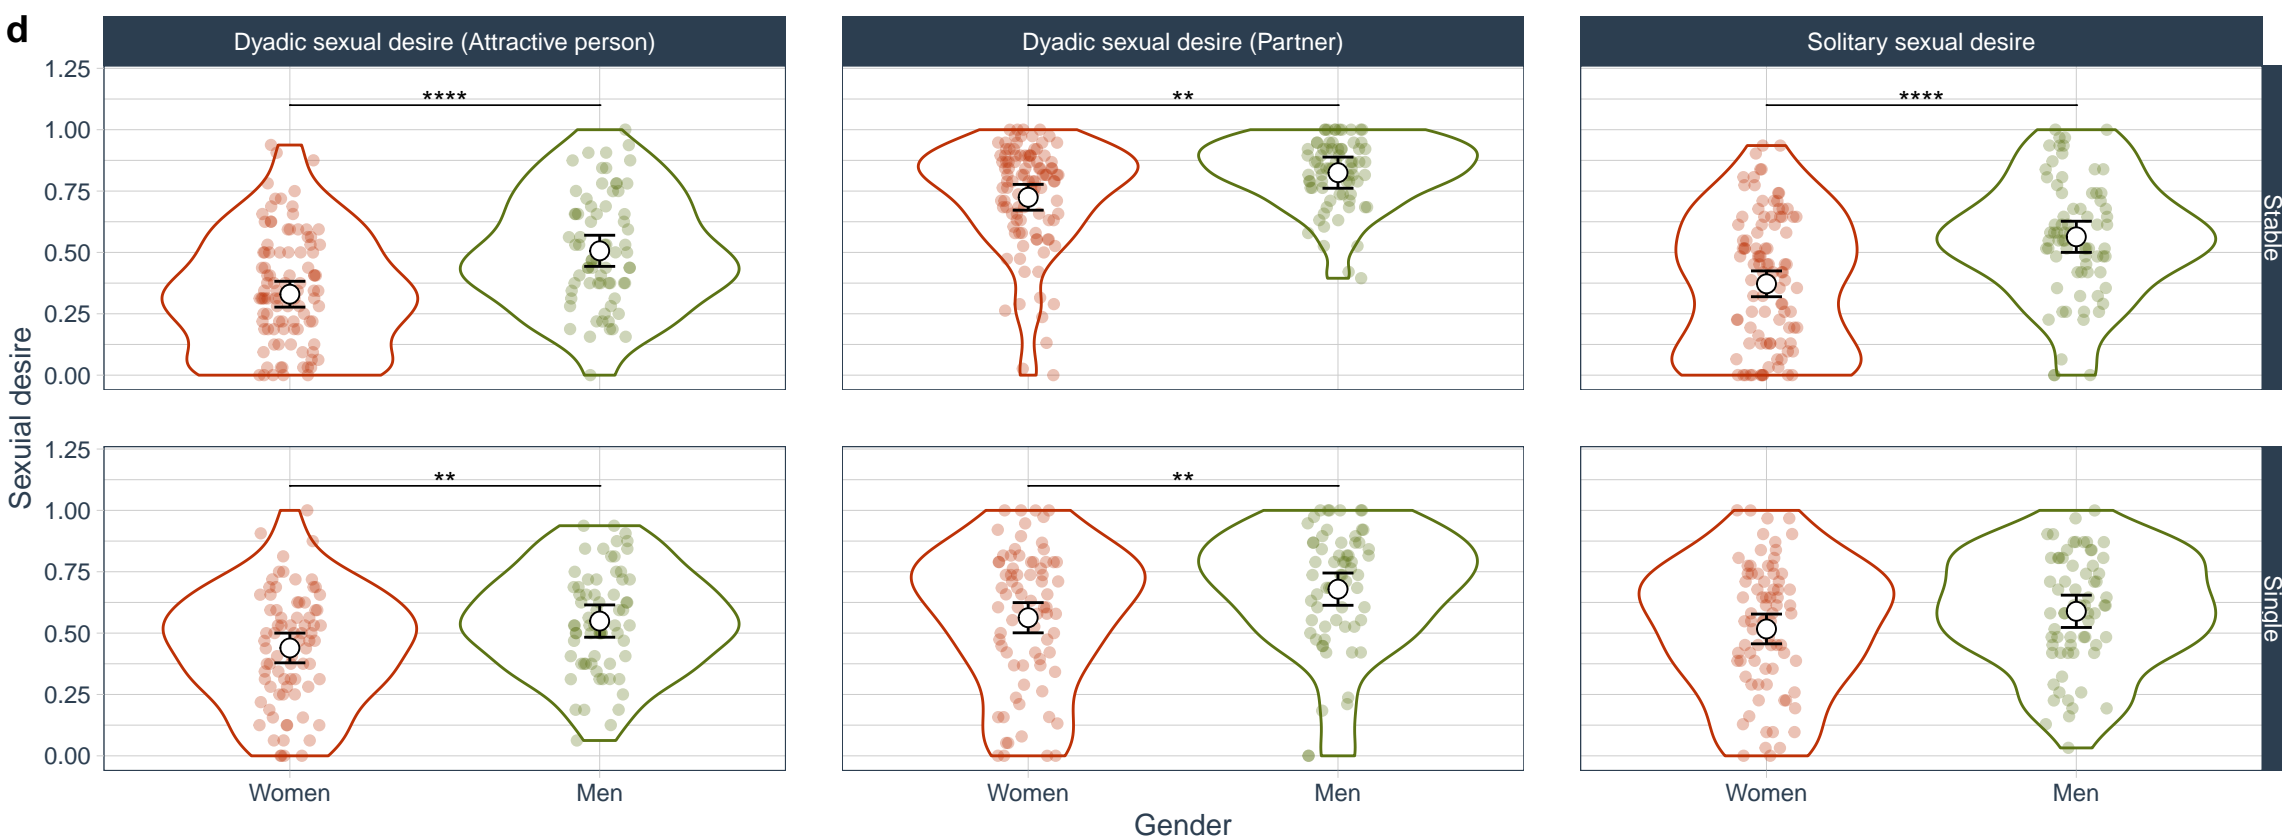 d
Dyadic sexual desire (Attractive person)
Dyadic sexual desire (Partner)
Solitary sexual desire
Sexuial desire
1.25
1.00
0.75
0.50
0.25
0.00
****
**
****
Stable
1.25
1.00
0.75
0.50
0.25
0.00
**
**
Single
Women
Men
Women
Men
Women
Men
Gender